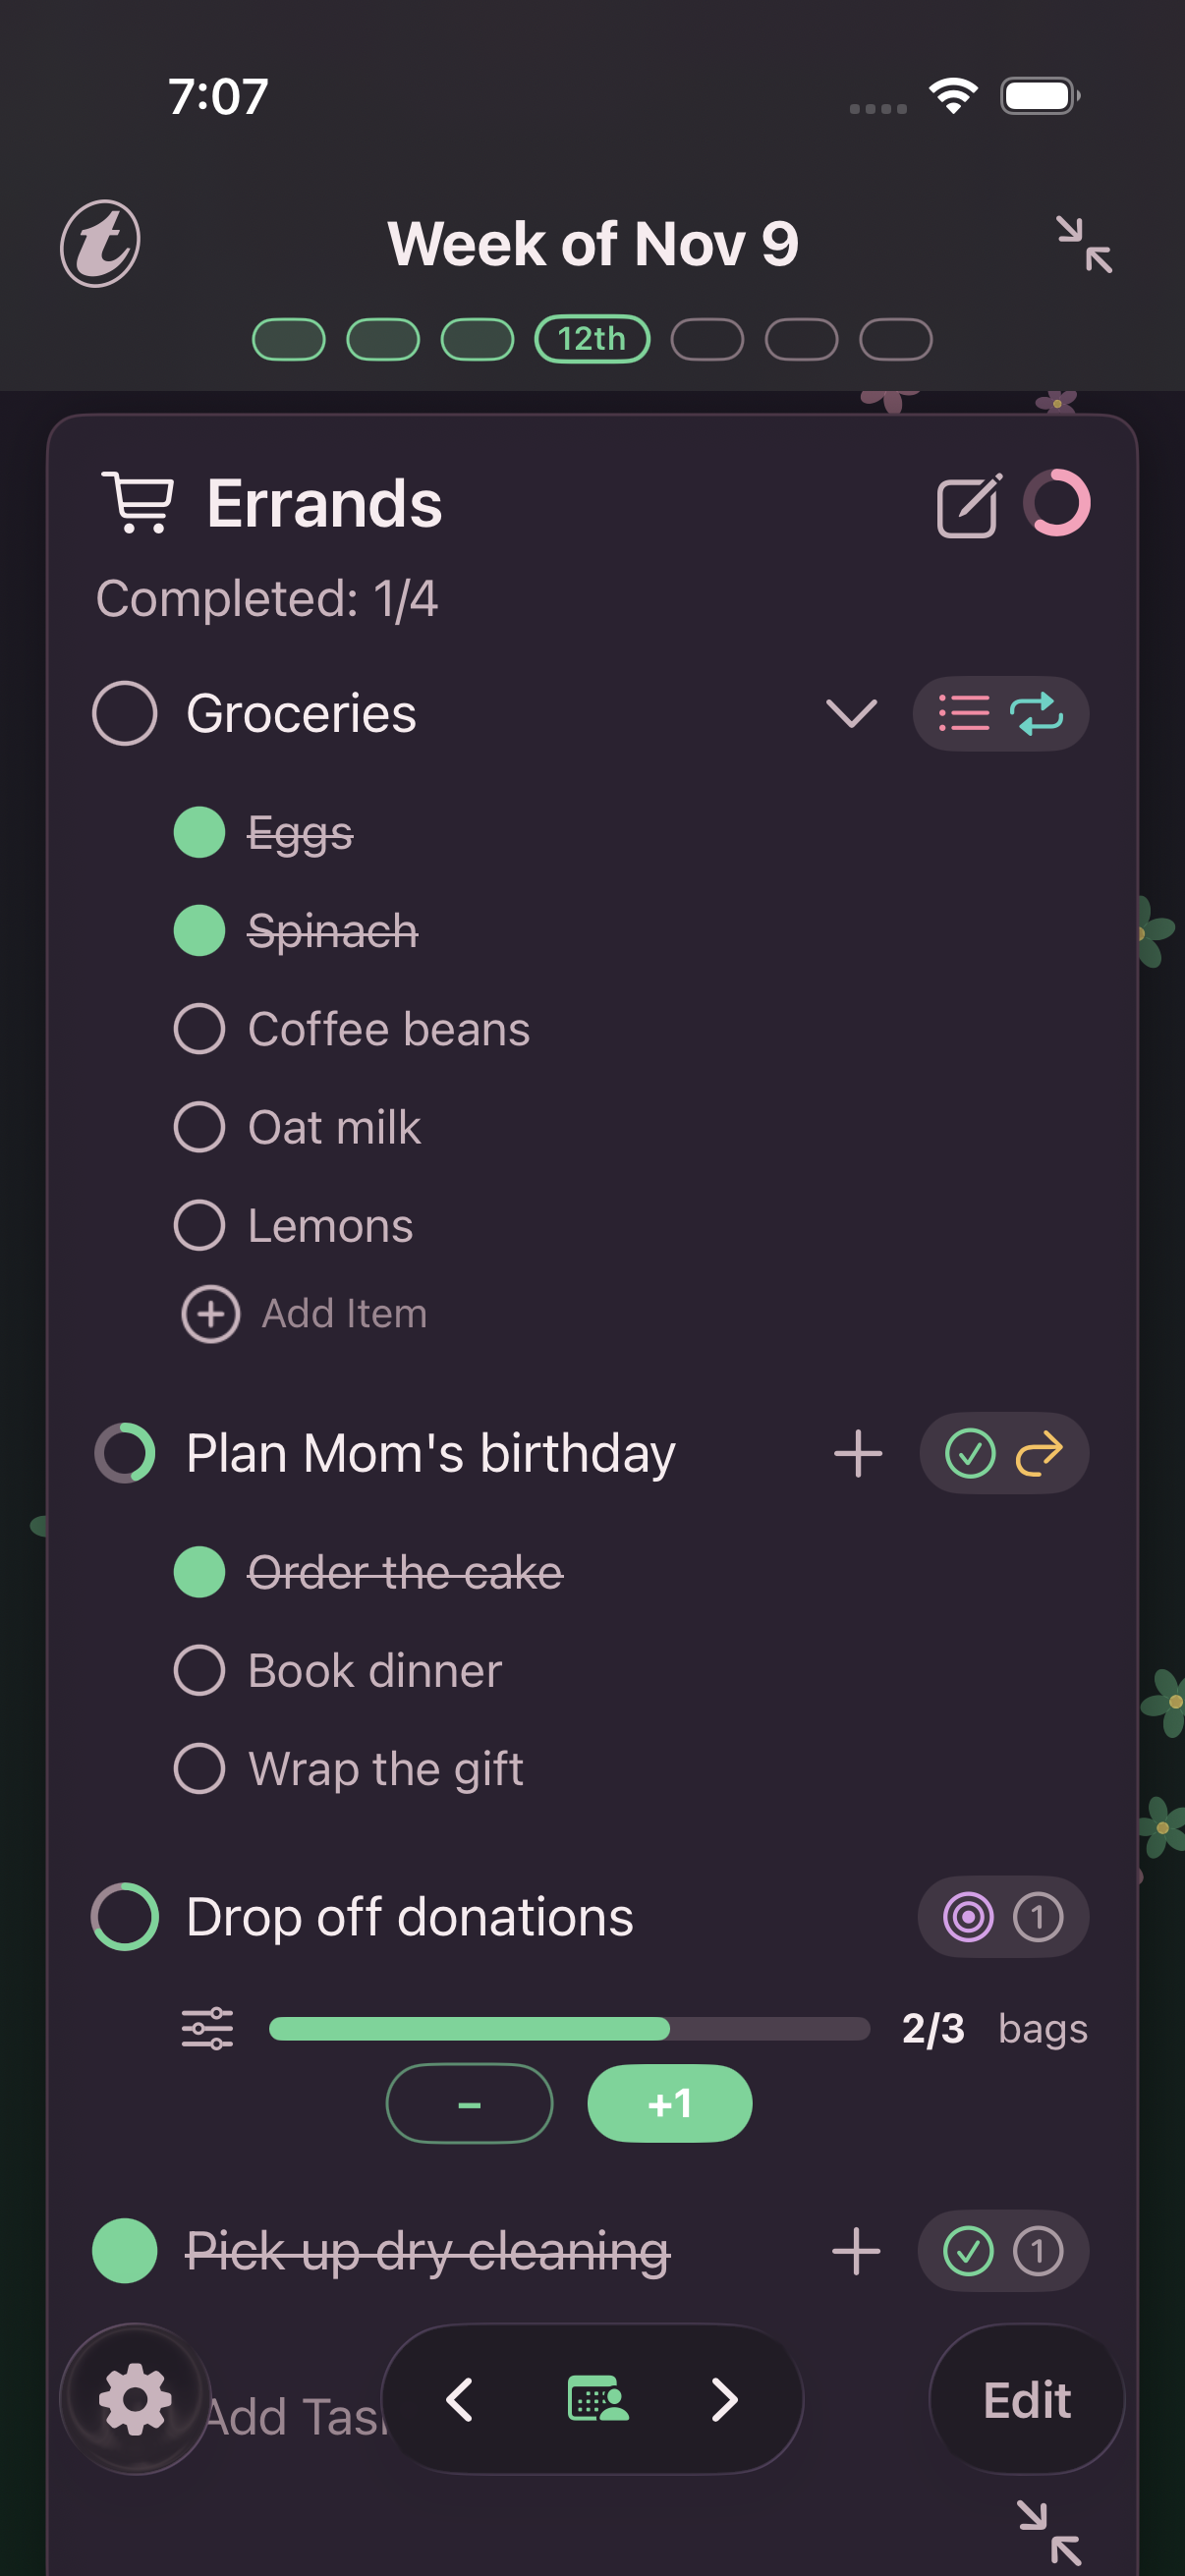 7:07
t
Week of Nov 9
12th
Errands
Completed: 1/4
Groceries
Eggs
Spinach
Coffee beans
Oat milk
Lemons
Add Item
Plan Mom's birthday
Order the cake
Book dinner
Wrap the gift
Drop off donations
1
2/3 bags
– +1
Pick up dry cleaning
1
Add
Edit